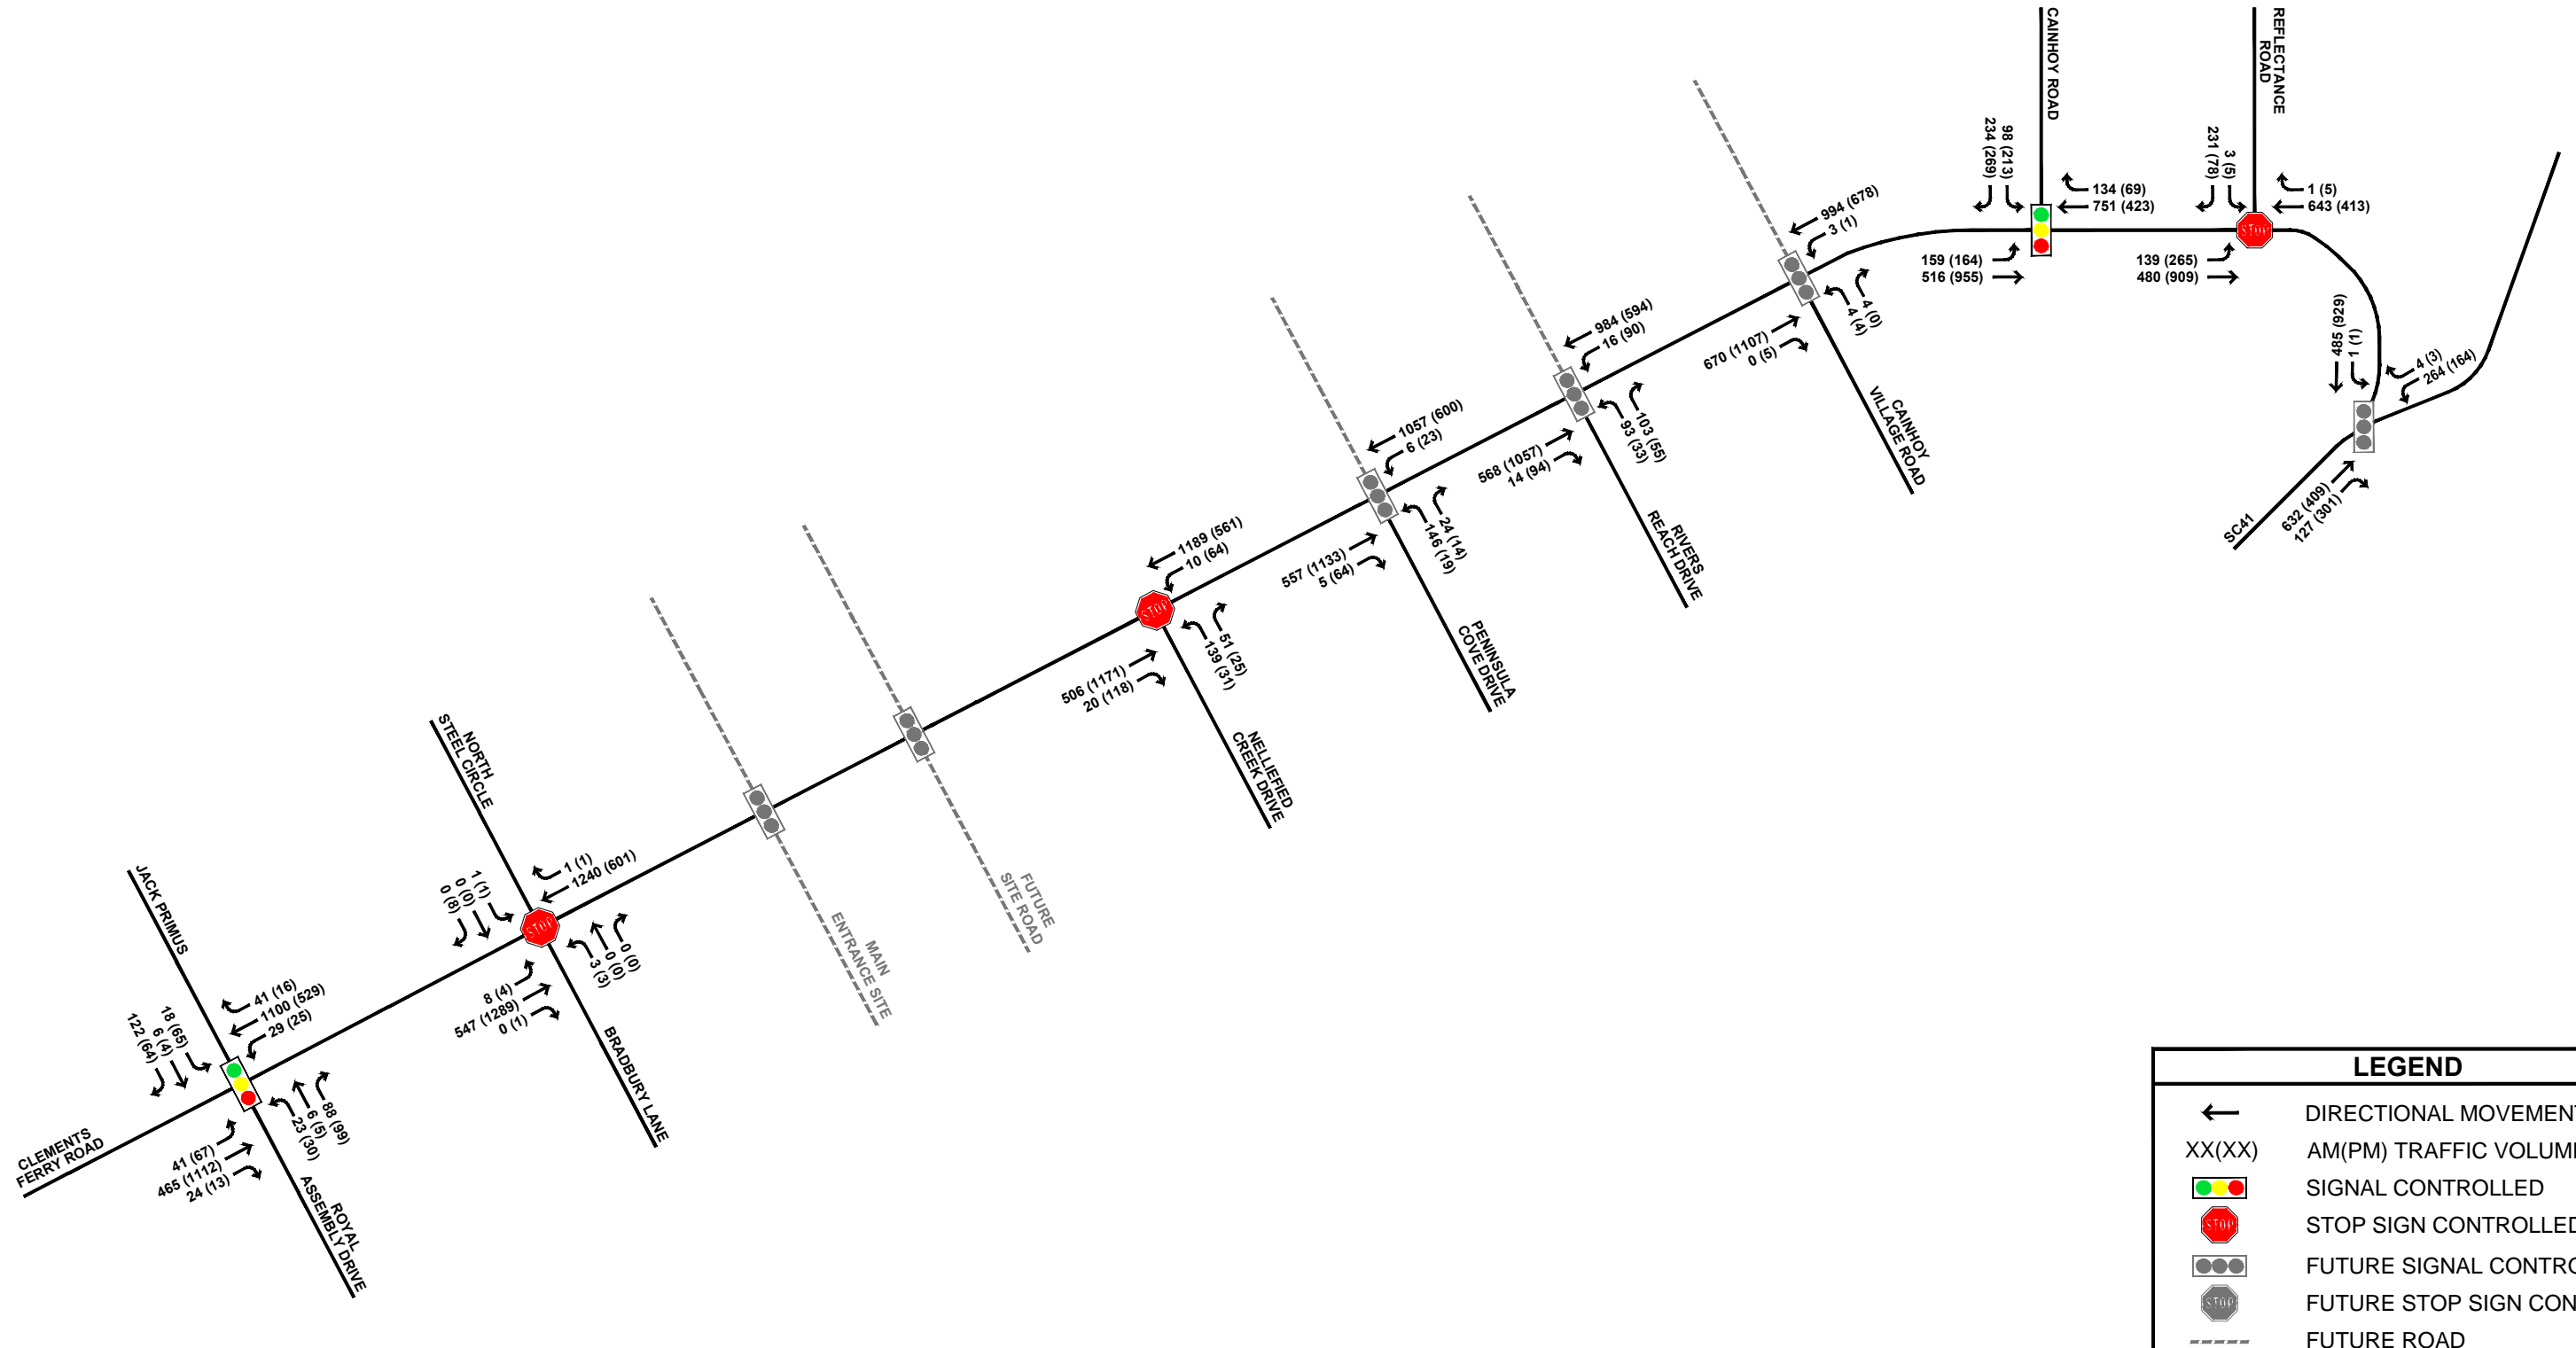 CAINHOY ROAD
REFLECTANCE
ROAD
234 (269)
98 (213)
134 (69)
751 (423)
159 (164)
516 (955)
231 (78)
3 (5)
1 (5)
643 (413)
139 (265)
480 (909)
485 (929)
1 (1)
4 (3)
264 (164)
632 (409)
127 (301)
SC41
994 (678)
3 (1)
4 (0)
4 (4)
670 (1107)
0 (5)
CAINHOY
VILLAGE ROAD
984 (594)
16 (90)
103 (55)
93 (33)
568 (1057)
14 (94)
RIVERS
REACH DRIVE
1057 (600)
6 (23)
24 (14)
146 (19)
557 (1133)
5 (64)
PENINSULA
COVE DRIVE
1189 (561)
10 (64)
STOP
51 (25)
139 (31)
506 (1171)
20 (118)
NELLIEFIELD
CREEK DRIVE
FUTURE
SITE ROAD
MAIN
ENTRANCE SITE
NORTH
STEEL CIRCLE
1 (1)
0 (0)
0 (8)
1 (1)
1240 (601)
STOP
0 (0)
0 (0)
3 (3)
8 (4)
547 (1289)
0 (1)
BRADBURY LANE
JACK PRIMUS
18 (65)
6 (4)
122 (64)
41 (16)
1100 (529)
29 (25)
88 (99)
6 (5)
23 (30)
41 (67)
465 (1112)
24 (13)
CLEMENTS
FERRY ROAD
ROYAL
ASSEMBLY DRIVE
STOP
LEGEND
DIRECTIONAL MOVEMENT
XX(XX) AM(PM) TRAFFIC VOLUM
SIGNAL CONTROLLED
STOP STOP SIGN CONTROLLED
FUTURE SIGNAL CONTRO
STOP FUTURE STOP SIGN CON
FUTURE ROAD